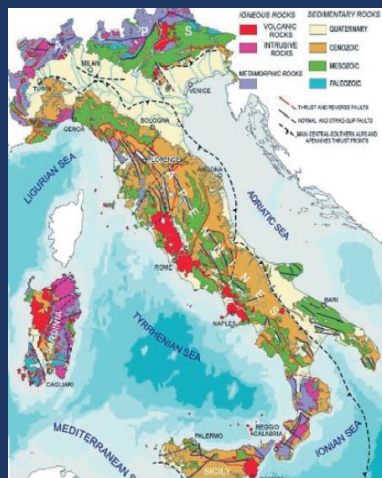 IGNEOUS ROCKS
VOLCANIC ROCKS
INTRUSIVE ROCKS
METAMORPHIC ROCKS
SEDIMENTARY ROCKS
QUATERNARY
CENOZOIC
MESOZOIC
PALEOZOIC
THRUST AND REVERSE FAULTS
NORMAL AND STRIKE-SLIP FAULTS
MAIN CENTRAL-SOUTHERN ALPS AND APENNINES THRUST FRONTS
P S
MILAN
TURIN
VENICE
GENOA
BOLOGNA
FLORENCE
ANCONA
LIGURIAN SEA
ADRIATIC SEA
ROME
NAPLES
BARI
TYRRHENIAN SEA
CAGLIARI
MEDITERRANEAN
PALERMO
REGGIO CALABRIA
IONIAN SEA
SICILY